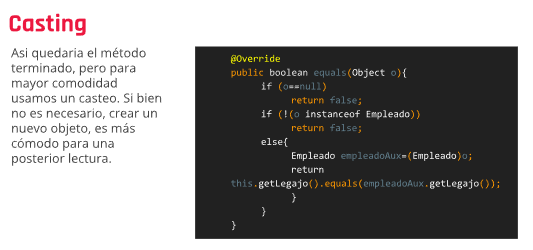 Casting
Asi quedaria el método
terminado, pero para
mayor comodidad
usamos un casteo. Si bien
no es necesario, crear un
nuevo objeto, es más
cómodo para una
posterior lectura.
@Override
public boolean equals(Object o){
if (o==null)
return false;
if (!(o instanceof Empleado))
return false;
else{
Empleado empleadoAux=(Empleado)o;
return
this.getLegajo().equals(empleadoAux.getLegajo());
}
}
}